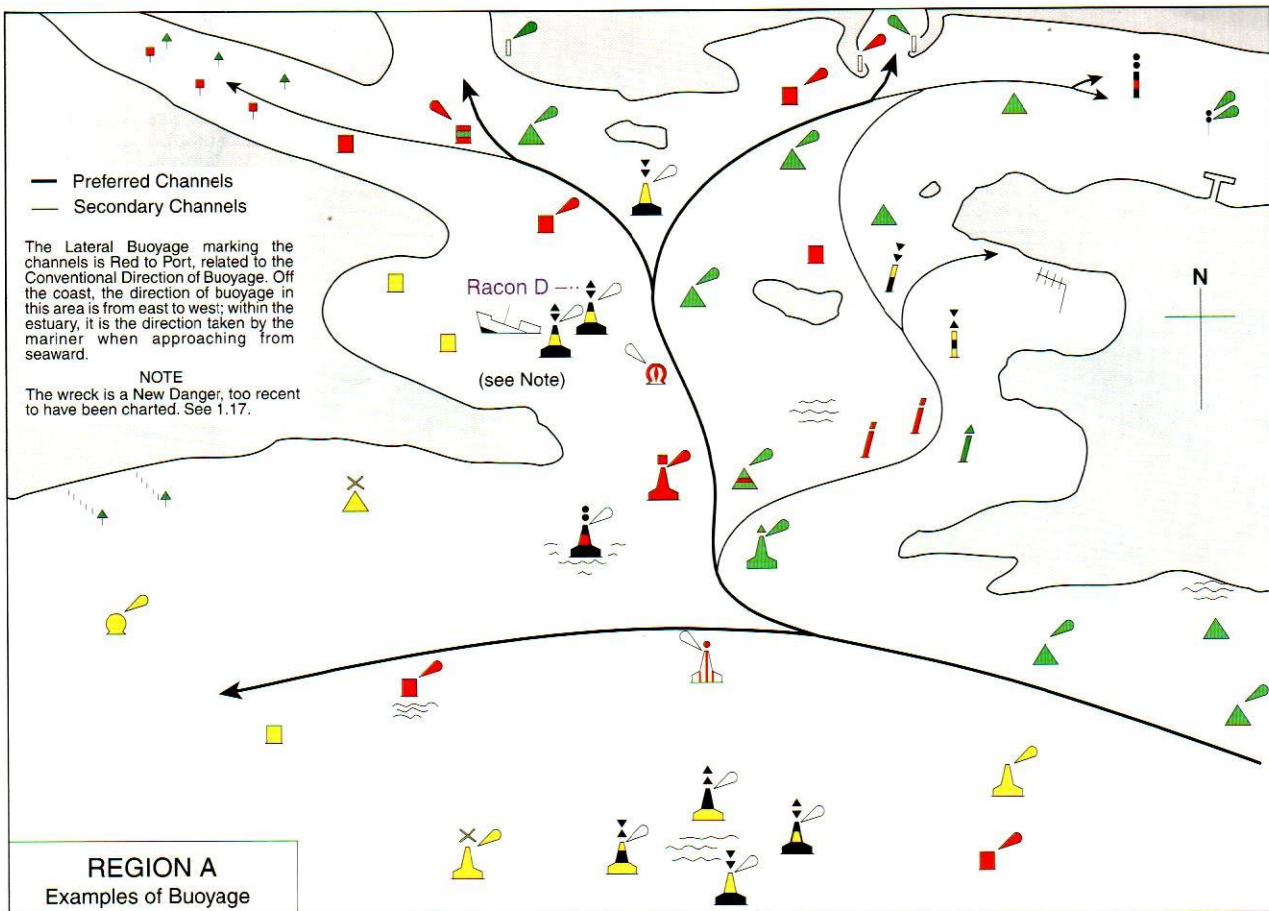 Preferred Channels
Secondary Channels
The Lateral Buoyage marking the
channels is Red to Port, related to the
Conventional Direction of Buoyage. Off
the coast, the direction of buoyage in
this area is from east to west; within the
estuary, it is the direction taken by the
mariner when approaching from
seaward.
NOTE
The wreck is a New Danger, too recent
to have been charted. See 1.17.
Racon D
(see Note)
N
REGION A
Examples of Buoyage